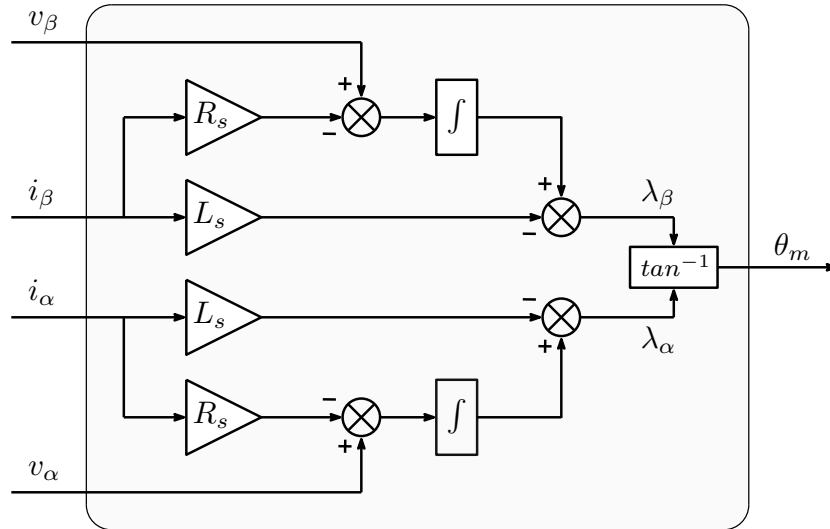 v_β
+
R_s
−
∫
+
i_β
L_s
−
λ_β
tan⁻¹
θ_m
i_α
L_s
−
+
λ_α
R_s
−
+
∫
v_α